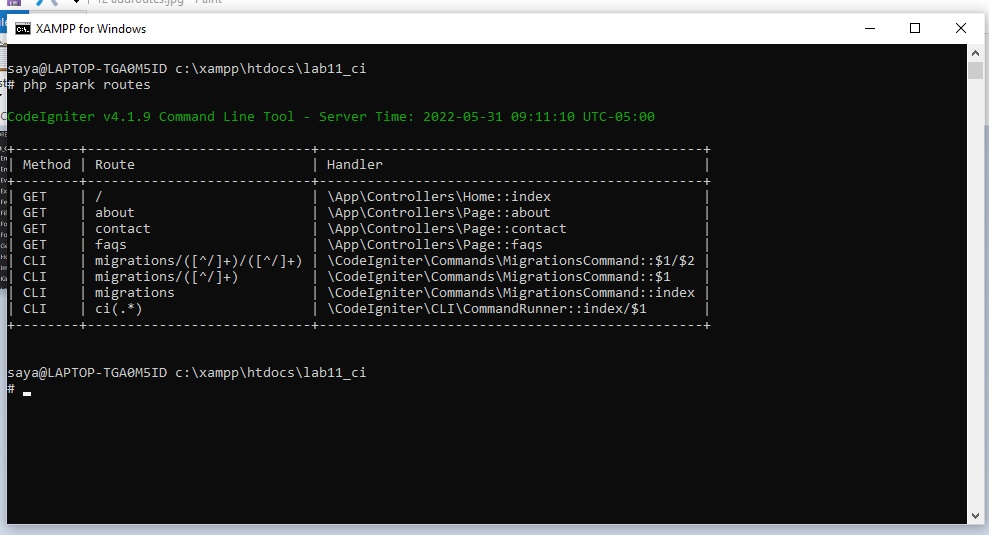 12 addroutes.jpg - Paint
XAMPP for Windows
saya@LAPTOP-TGA0M5ID c:\xampp\htdocs\lab11_ci
# php spark routes
CodeIgniter v4.1.9 Command Line Tool - Server Time: 2022-05-31 09:11:10 UTC-05:00
+--------+-----------------------------+-------------------------------------------------+
| Method | Route | Handler |
+--------+-----------------------------+-------------------------------------------------+
| GET | / | \App\Controllers\Home::index |
| GET | about | \App\Controllers\Page::about |
| GET | contact | \App\Controllers\Page::contact |
| GET | faqs | \App\Controllers\Page::faqs |
| CLI | migrations/([^/]+)/([^/]+) | \CodeIgniter\Commands\MigrationsCommand::$1/$2 |
| CLI | migrations/([^/]+) | \CodeIgniter\Commands\MigrationsCommand::$1 |
| CLI | migrations | \CodeIgniter\Commands\MigrationsCommand::index |
| CLI | ci(.*) | \CodeIgniter\CLI\CommandRunner::index/$1 |
+--------+-----------------------------+-------------------------------------------------+
saya@LAPTOP-TGA0M5ID c:\xampp\htdocs\lab11_ci
#